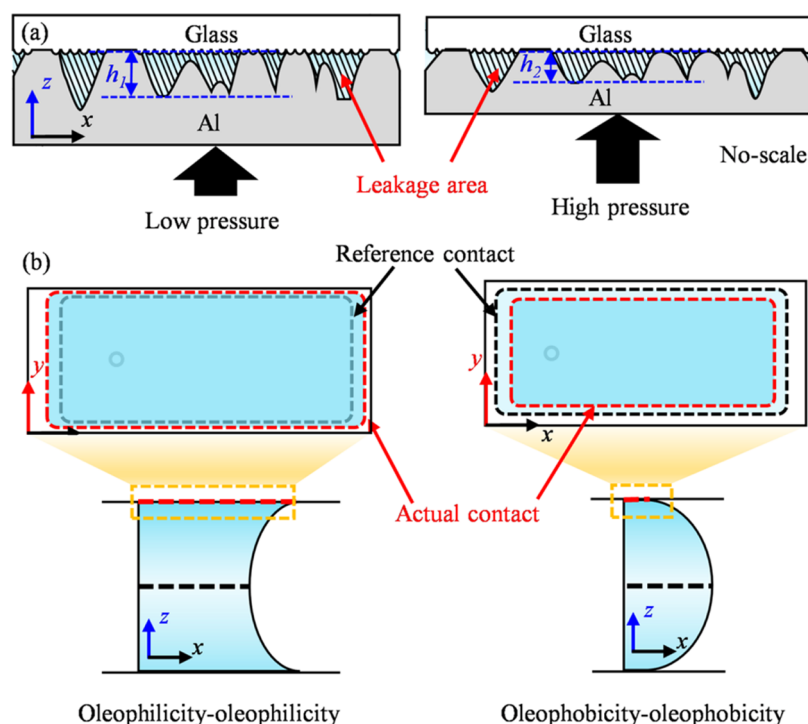 (a)
Glass
Glass
h1
h2
z
x
Al
Al
No-scale
Leakage area
Low pressure
High pressure
(b)
Reference contact
y
y
x
Actual contact
z
x
z
x
Oleophilicity-oleophilicity
Oleophobicity-oleophobicity